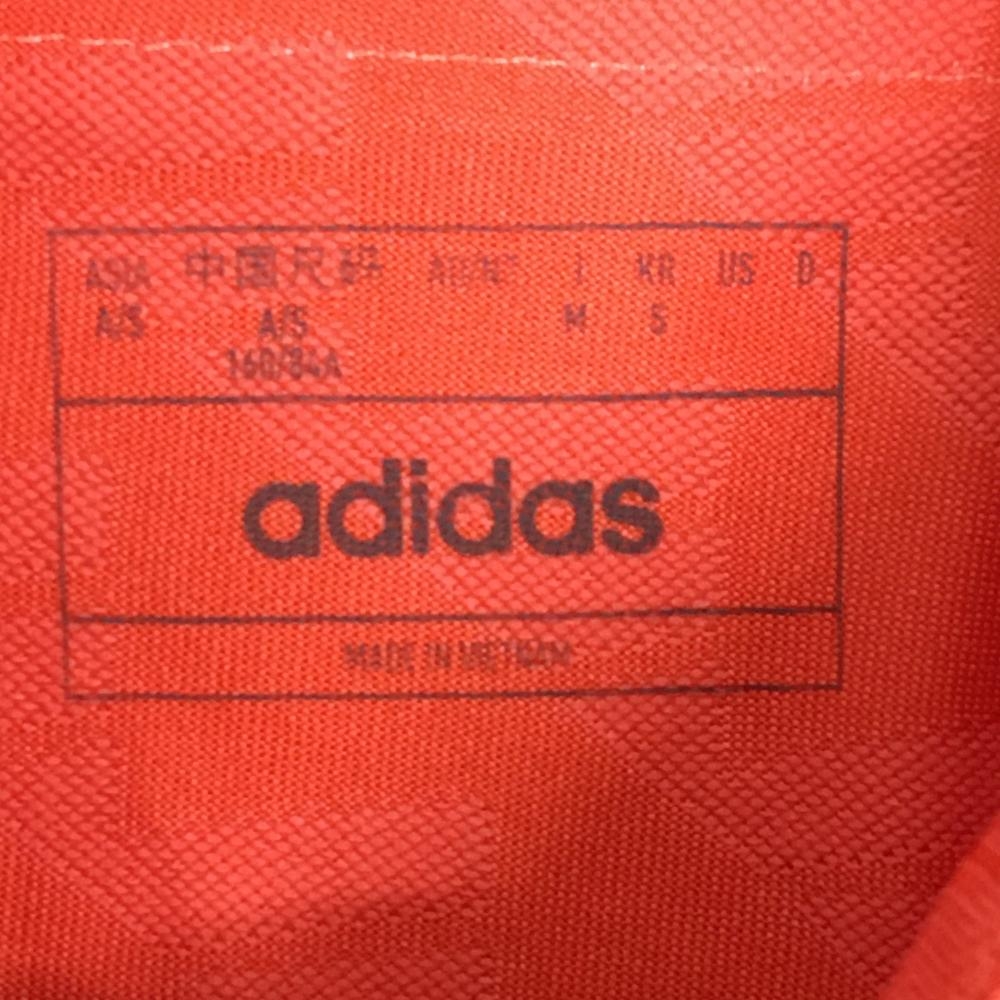 ASIA 中国尺码 KR US D
A/S A/S M S
160/84A
adidas
MADE IN VIETNAM